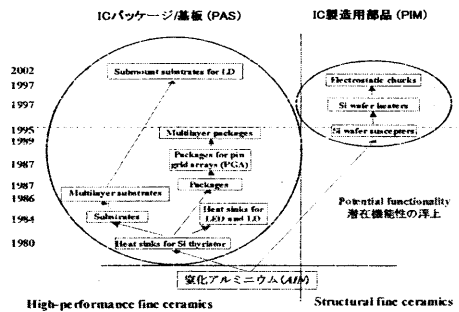 ICパッケージ/基板 (PAS)
IC製造用部品 (PIM)
2002
Submount substrates for LD
Electrostatic chucks
1997
1997
Si wafer heaters
1995
Si wafer suscepters
1989
Multilayer packages
Packages for pin
grid arrays (PGA)
1987
1987
Packages
Multilayer substrates
1986
Heat sinks for
LED and LD
Potential functionality
潜在機能性の浮上
1984
Substrates
1980
Heat sinks for Si thyristor
窒化アルミニウム(AlN)
High-performance fine ceramics
Structural fine ceramics